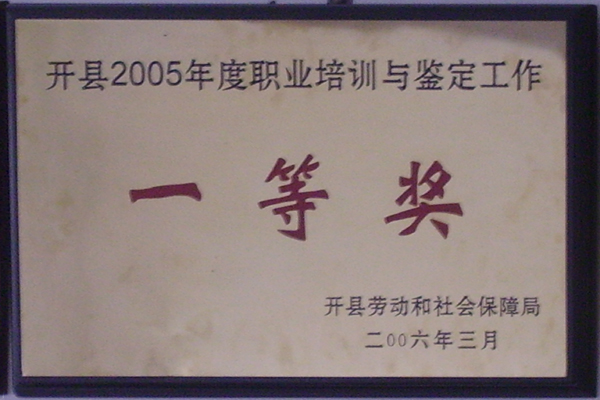 开县2005年度职业培训与鉴定工作
一等奖
开县劳动和社会保障局
二00六年三月